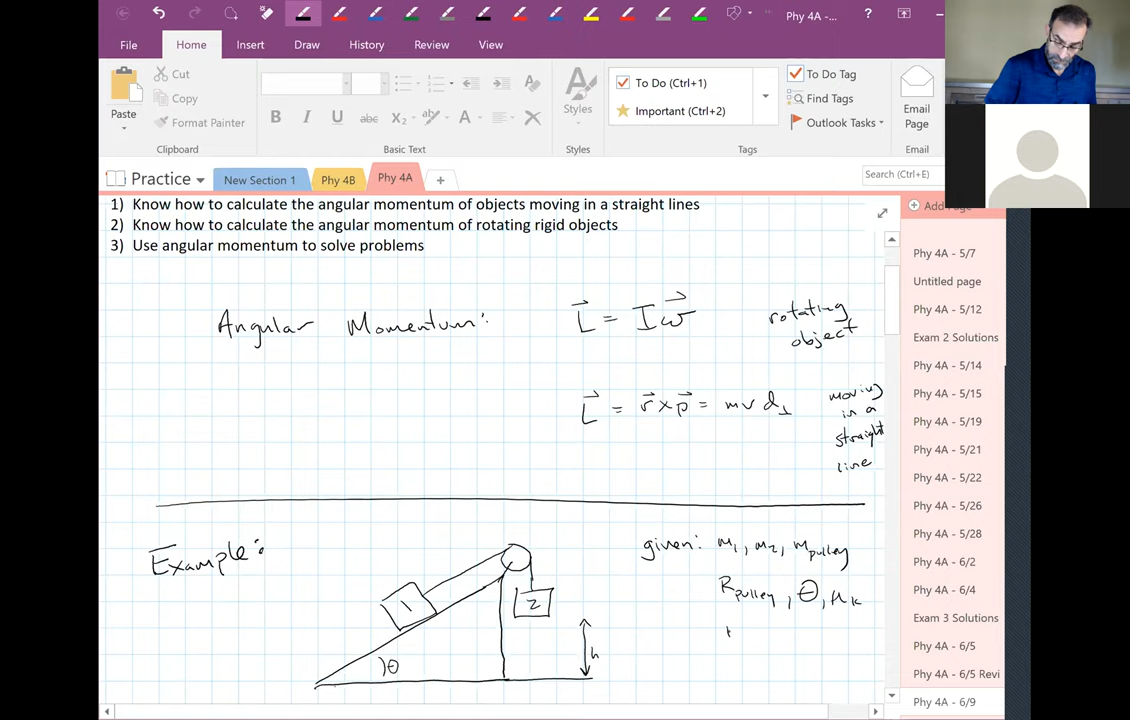 Phy 4A-...
?
File
Home
Insert
Draw
History
Review
View
Paste
Cut
Copy
Format Painter
Clipboard
B I U abc
Basic Text
Styles
Styles
To Do (Ctrl+1)
Important (Ctrl+2)
To Do Tag
Find Tags
Outlook Tasks
Tags
Email
Page
Email
Practice
New Section 1
Phy 4B
Phy 4A
+
Search (Ctrl+E)
1) Know how to calculate the angular momentum of objects moving in a straight lines
2) Know how to calculate the angular momentum of rotating rigid objects
3) Use angular momentum to solve problems
Angular Momentum:
L⃗ = Iω⃗
rotating
object
L⃗ = r⃗ × p⃗ = mvd⊥
moving
in a
straight
line
Example:
1
2
θ
h
given: m₁, m₂, m_pulley
R_pulley, θ, μₖ
Add Page
Phy 4A - 5/7
Untitled page
Phy 4A - 5/12
Exam 2 Solutions
Phy 4A - 5/14
Phy 4A - 5/15
Phy 4A - 5/19
Phy 4A - 5/21
Phy 4A - 5/22
Phy 4A - 5/26
Phy 4A - 5/28
Phy 4A - 6/2
Phy 4A - 6/4
Exam 3 Solutions
Phy 4A - 6/5
Phy 4A - 6/5 Revi
Phy 4A - 6/9